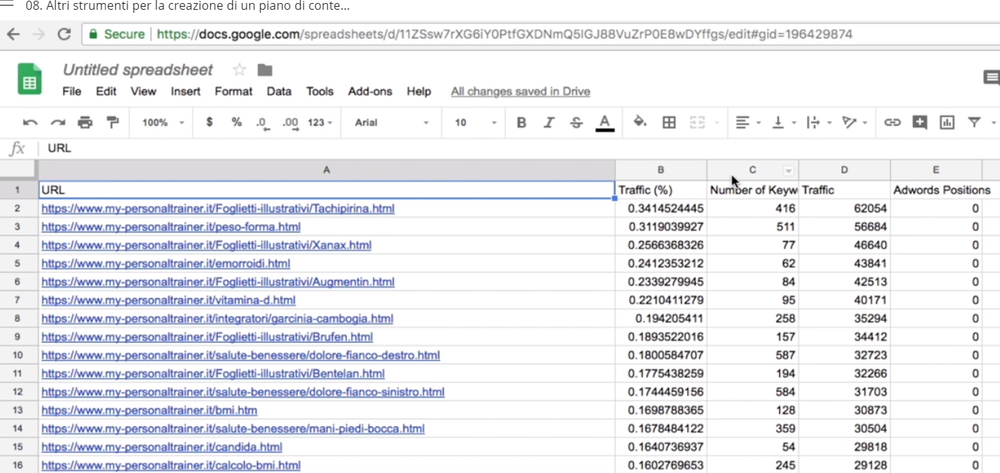 08. Altri strumenti per la creazione di un piano di conte...
Secure https://docs.google.com/spreadsheets/d/11ZSsw7rXG6iY0PtfGXDNmQ5IGJ88VuZrP0E8wDYffgs/edit#gid=196429874
Untitled spreadsheet
File Edit View Insert Format Data Tools Add-ons Help All changes saved in Drive
100% $ % .0 .00 123 Arial 10 B I S A
fx URL
A B C D E
1 URL Traffic (%) Number of Keyw Traffic Adwords Positions
2 https://www.my-personaltrainer.it/Foglietti-illustrativi/Tachipirina.html 0.3414524445 416 62054 0
3 https://www.my-personaltrainer.it/peso-forma.html 0.3119039927 511 56684 0
4 https://www.my-personaltrainer.it/Foglietti-illustrativi/Xanax.html 0.2566368326 77 46640 0
5 https://www.my-personaltrainer.it/emorroidi.html 0.2412353212 62 43841 0
6 https://www.my-personaltrainer.it/Foglietti-illustrativi/Augmentin.html 0.2339279945 84 42513 0
7 https://www.my-personaltrainer.it/vitamina-d.html 0.2210411279 95 40171 0
8 https://www.my-personaltrainer.it/integratori/garcinia-cambogia.html 0.194205411 258 35294 0
9 https://www.my-personaltrainer.it/Foglietti-illustrativi/Brufen.html 0.1893522016 157 34412 0
10 https://www.my-personaltrainer.it/salute-benessere/dolore-fianco-destro.html 0.1800584707 587 32723 0
11 https://www.my-personaltrainer.it/Foglietti-illustrativi/Bentelan.html 0.1775438259 194 32266 0
12 https://www.my-personaltrainer.it/salute-benessere/dolore-fianco-sinistro.html 0.1744459156 584 31703 0
13 https://www.my-personaltrainer.it/bmi.htm 0.1698788365 128 30873 0
14 https://www.my-personaltrainer.it/salute-benessere/mani-piedi-bocca.html 0.1678484122 359 30504 0
15 https://www.my-personaltrainer.it/candida.html 0.1640736937 54 29818 0
16 https://www.my-personaltrainer.it/calcolo-bmi.html 0.1602769653 245 29128 0